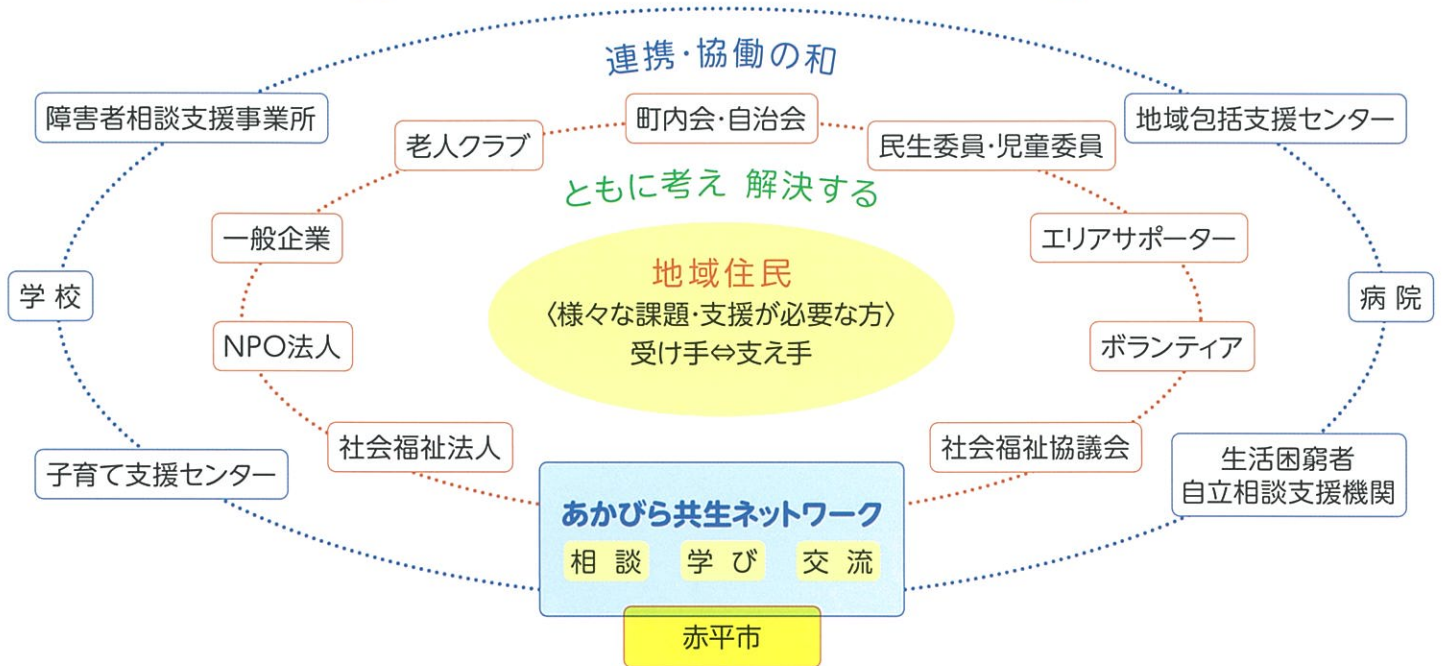 連携・協働の和
障害者相談支援事業所
町内会・自治会
地域包括支援センター
老人クラブ
民生委員・児童委員
ともに考え 解決する
一般企業
エリアサポーター
地域住民
〈様々な課題・支援が必要な方〉
受け手⇔支え手
学校
病院
NPO法人
ボランティア
社会福祉法人
社会福祉協議会
子育て支援センター
生活困窮者
自立相談支援機関
あかびら共生ネットワーク
相談 学び 交流
赤平市